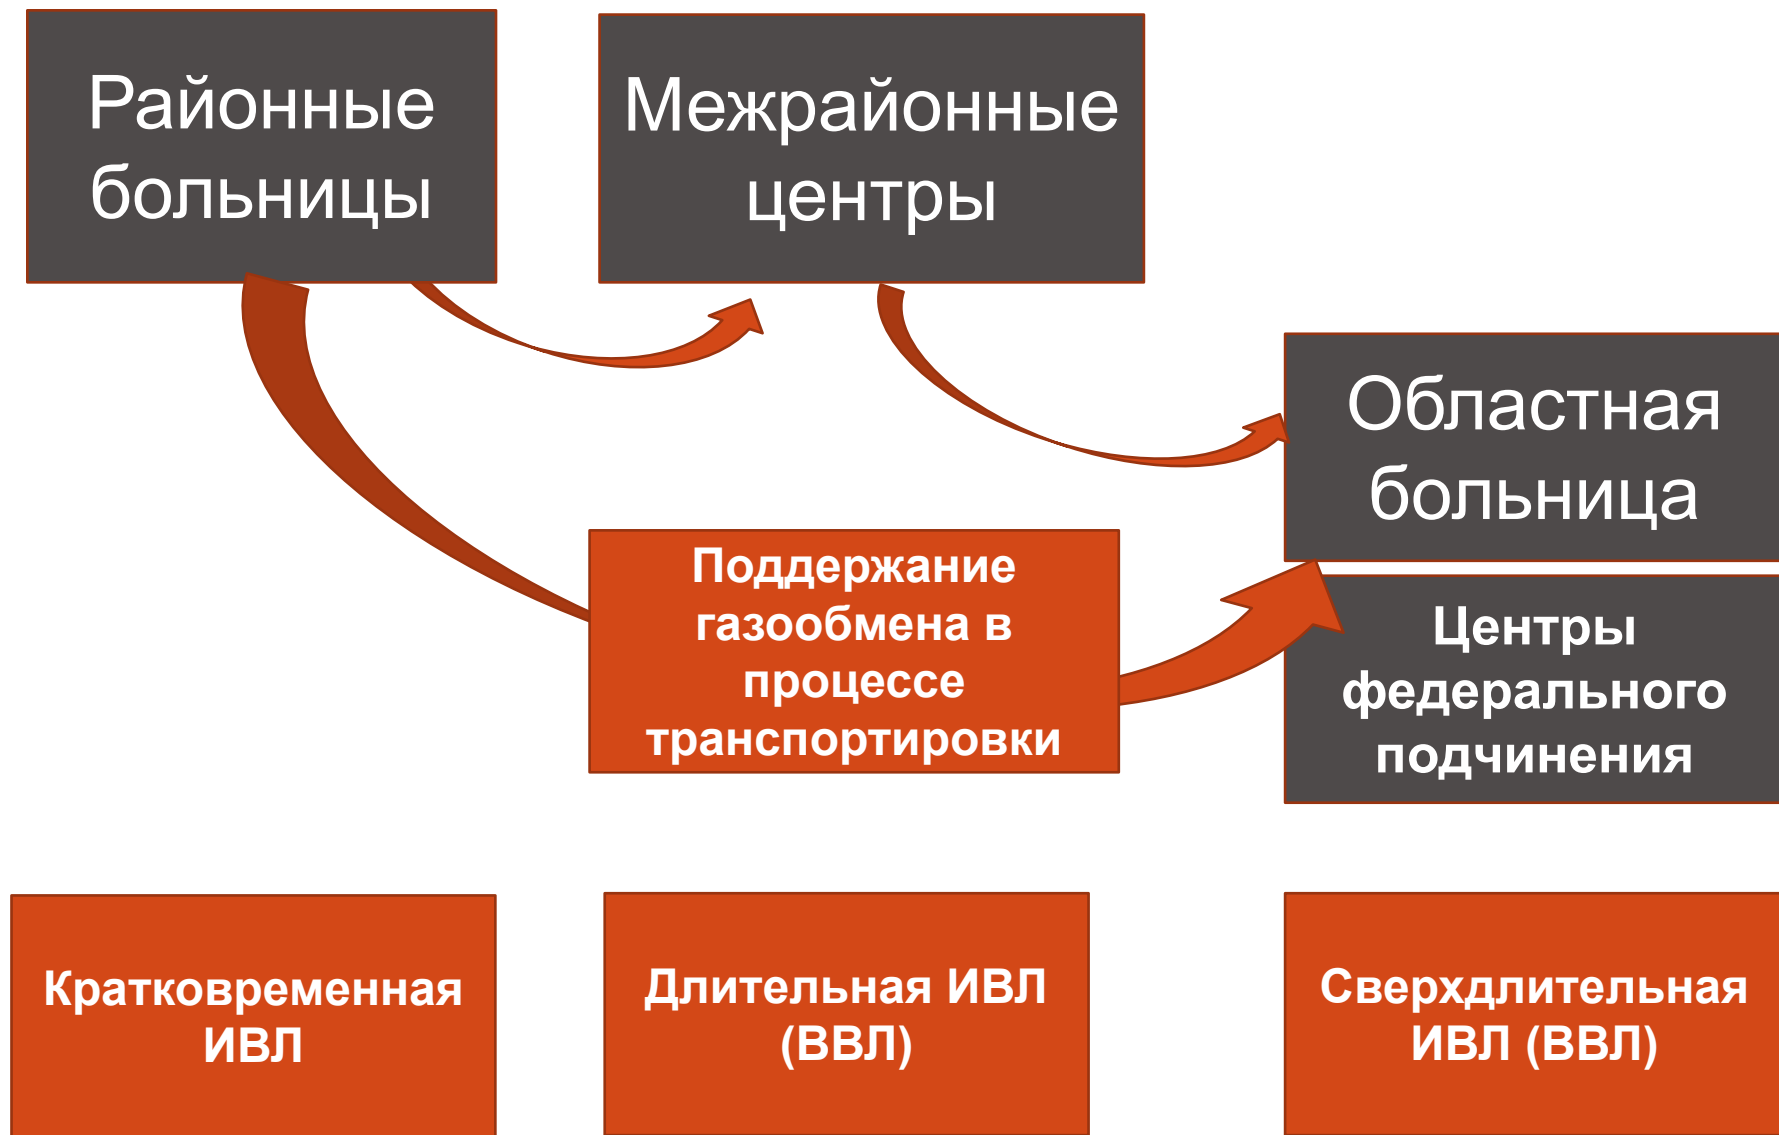 Районные
больницы
Межрайонные
центры
Областная
больница
Поддержание
газообмена в
процессе
транспортировки
Центры
федерального
подчинения
Кратковременная
ИВЛ
Длительная ИВЛ
(ВВЛ)
Сверхдлительная
ИВЛ (ВВЛ)